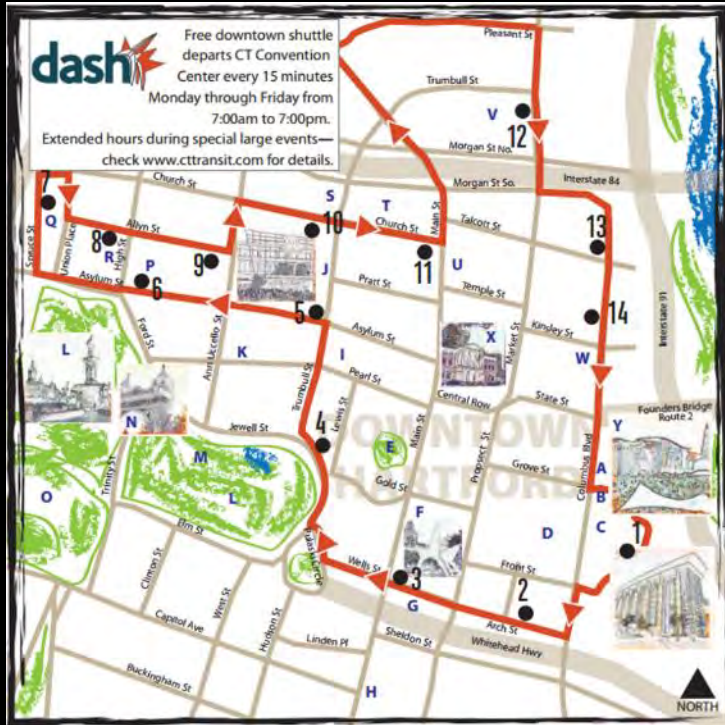 dash
Free downtown shuttle
departs CT Convention
Center every 15 minutes
Monday through Friday from
7:00am to 7:00pm.
Extended hours during special large events—
check www.cttransit.com for details.
Pleasant St
Trumbull St
V
12
Morgan St No.
Interstate 84
Morgan St So.
Church St
7
Q
S
T
10
Church St
Main St
Talcott St
13
Spruce St
Union Place
8
R
Allyn St
High St
P
9
6
Asylum St
J
11
U
Pratt St
Temple St
5
14
Kinsley St
Interstate 91
Ford St
Ann Uccello St
K
Asylum St
I
X
Market St
W
L
Pearl St
Trumbull St
Lewis St
Central Row
State St
Founders Bridge
Route 2
Y
N
Jewell St
4
DOWNTOWN
HARTFORD
E
Main St
Prospect St
Grove St
Columbus Blvd
A
B
C
M
L
O
Trinity St
Gold St
Elm St
F
D
1
Pulaski Circle
Wells St
3
G
Front St
2
Arch St
Clinton St
West St
Capitol Ave
Hudson St
Linden Pl
Sheldon St
Whitehead Hwy
Buckingham St
H
NORTH